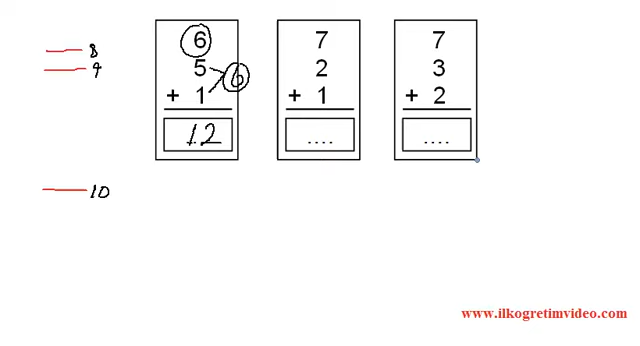 8
9
6 7 7
5 2 3
6
+ 1 + 1 + 2
12 .... ....
10
www.ilkogretimvideo.com